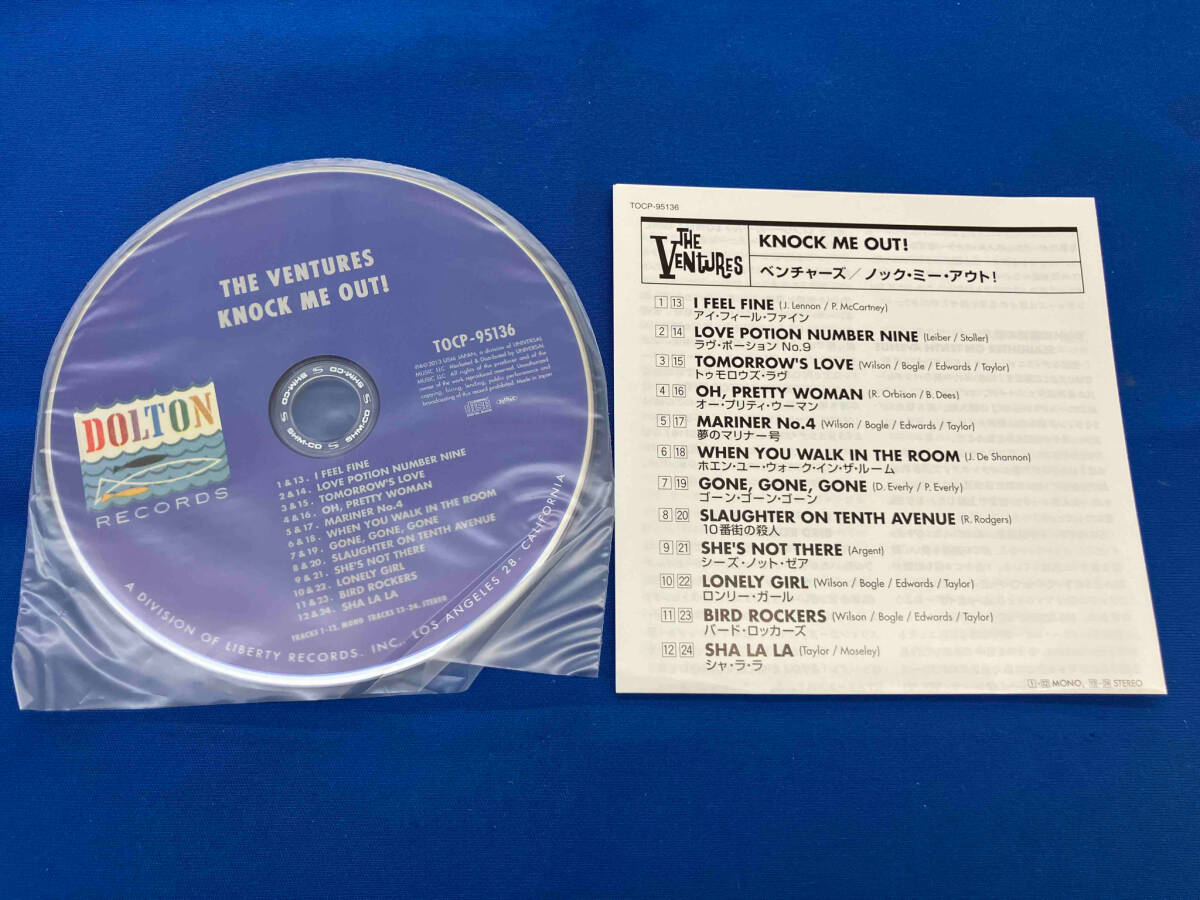 THE VENTURES
KNOCK ME OUT!
TOCP-95136
DOLTON
RECORDS
SHM-CD
SHM-CD
SHM-CD
SHM-CD
1 & 13. I FEEL FINE
2 & 14. LOVE POTION NUMBER NINE
3 & 15. TOMORROW'S LOVE
4 & 16. OH, PRETTY WOMAN
5 & 17. MARINER No.4
6 & 18. WHEN YOU WALK IN THE ROOM
7 & 19. GONE, GONE, GONE
8 & 20. SLAUGHTER ON TENTH AVENUE
9 & 21. SHE'S NOT THERE
10 & 22. LONELY GIRL
11 & 23. BIRD ROCKERS
12 & 24. SHA LA LA
TRACKS 1-12. MONO TRACKS 13-24. STEREO
A DIVISION OF LIBERTY RECORDS, INC., LOS ANGELES 28, CALIFORNIA
TOCP-95136
THE VENTURES
KNOCK ME OUT!
ベンチャーズ/ノック・ミー・アウト!
1 13 I FEEL FINE (J. Lennon / P. McCartney)
アイ・フィール・ファイン
2 14 LOVE POTION NUMBER NINE (Leiber / Stoller)
ラヴ・ポーション No.9
3 15 TOMORROW'S LOVE (Wilson / Bogle / Edwards / Taylor)
トゥモロウズ・ラヴ
4 16 OH, PRETTY WOMAN (R. Orbison / B. Dees)
オー・プリティ・ウーマン
5 17 MARINER No.4 (Wilson / Bogle / Edwards / Taylor)
夢のマリナー号
6 18 WHEN YOU WALK IN THE ROOM (J. De Shannon)
ホエン・ユー・ウォーク・イン・ザ・ルーム
7 19 GONE, GONE, GONE (D. Everly / P. Everly)
ゴーン・ゴーン・ゴーン
8 20 SLAUGHTER ON TENTH AVENUE (R. Rodgers)
10番街の殺人
9 21 SHE'S NOT THERE (Argent)
シーズ・ノット・ゼア
10 22 LONELY GIRL (Wilson / Bogle / Edwards / Taylor)
ロンリー・ガール
11 23 BIRD ROCKERS (Wilson / Bogle / Edwards / Taylor)
バード・ロッカーズ
12 24 SHA LA LA (Taylor / Moseley)
シャ・ラ・ラ
1-12 MONO, 13-24 STEREO